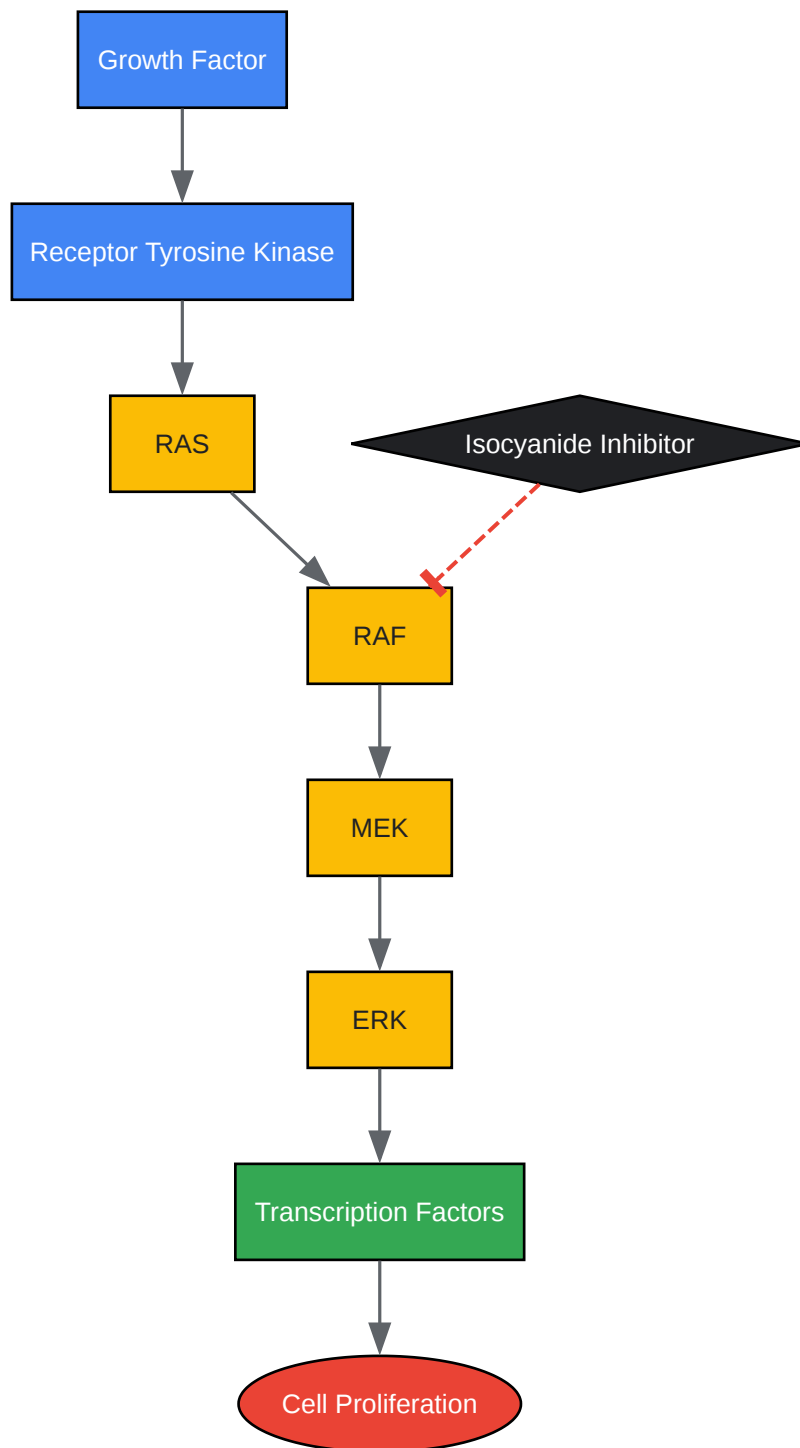 Growth Factor
Receptor Tyrosine Kinase
RAS
Isocyanide Inhibitor
RAF
MEK
ERK
Transcription Factors
Cell Proliferation